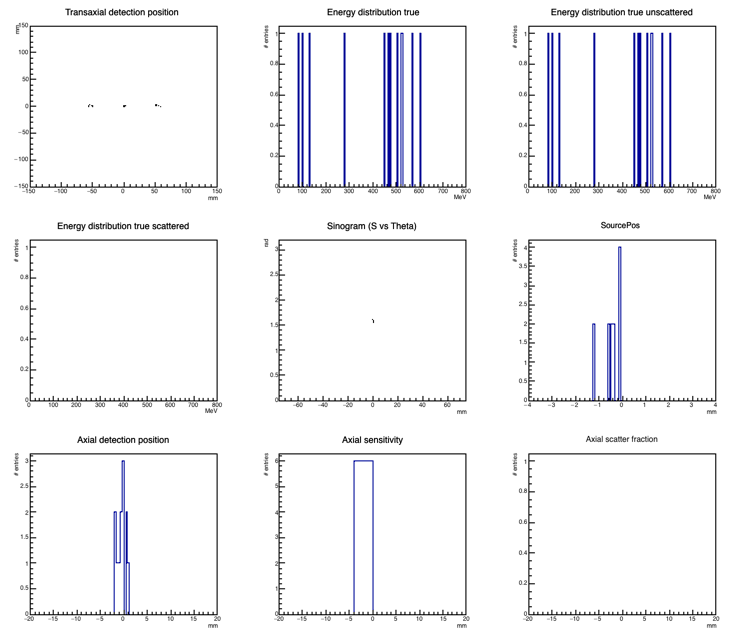 Transaxial detection position
mm
150
100
50
0
−50
−100
−150
−150 −100 −50 0 50 100 150
mm
Energy distribution true
# entries
1
0.8
0.6
0.4
0.2
0
0 100 200 300 400 500 600 700 800
MeV
Energy distribution true unscattered
# entries
1
0.8
0.6
0.4
0.2
0
0 100 200 300 400 500 600 700 800
MeV
Energy distribution true scattered
# entries
1
0.8
0.6
0.4
0.2
0
0 100 200 300 400 500 600 700 800
MeV
Sinogram (S vs Theta)
rad
3
2.5
2
1.5
1
0.5
0
−60 −40 −20 0 20 40 60
mm
SourcePos
# entries
4
3.5
3
2.5
2
1.5
1
0.5
0
−4 −3 −2 −1 0 1 2 3 4
mm
Axial detection position
# entries
3
2.5
2
1.5
1
0.5
0
−20 −15 −10 −5 0 5 10 15 20
mm
Axial sensitivity
# entries
6
5
4
3
2
1
0
−20 −15 −10 −5 0 5 10 15 20
mm
Axial scatter fraction
# entries
1
0.8
0.6
0.4
0.2
0
−20 −15 −10 −5 0 5 10 15 20
mm